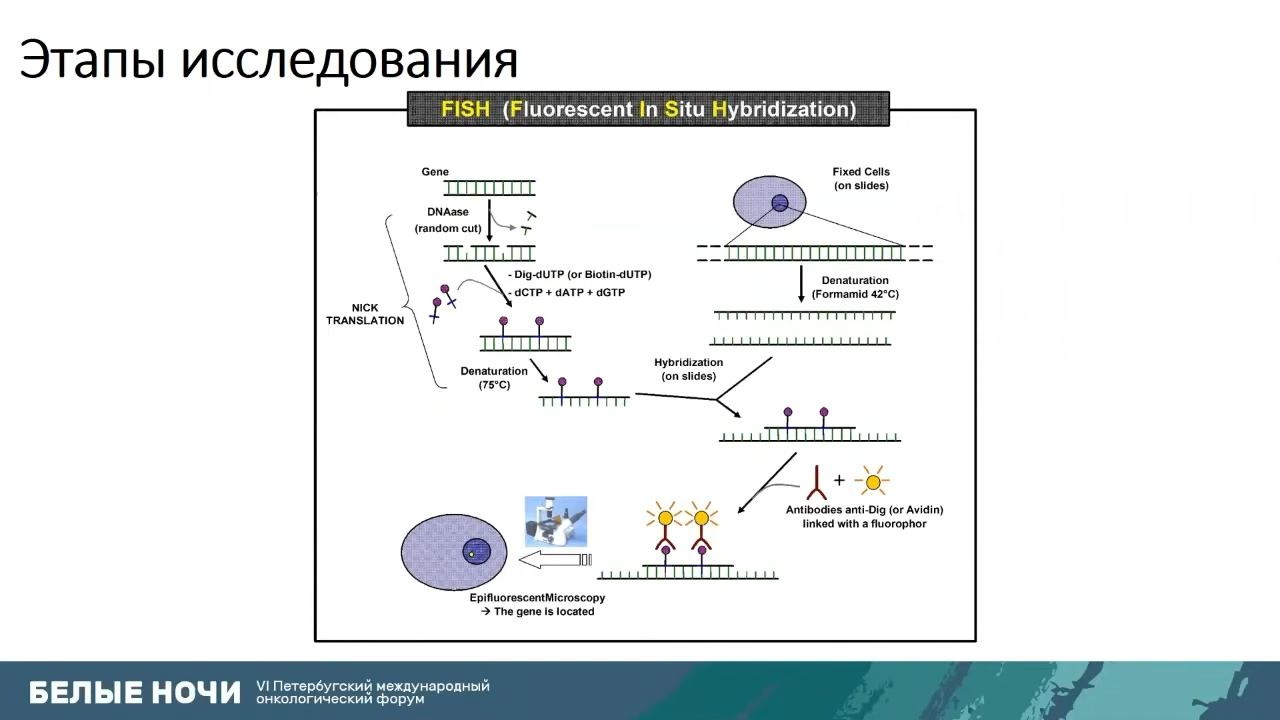 Этапы исследования
FISH (Fluorescent In Situ Hybridization)
Gene
DNAase
(random cut)
- Dig-dUTP (or Biotin-dUTP)
- dCTP + dATP + dGTP
NICK
TRANSLATION
Denaturation
(75°C)
Fixed Cells
(on slides)
Denaturation
(Formamid 42°C)
Hybridization
(on slides)
+
Antibodies anti-Dig (or Avidin)
linked with a fluorophor
EpifluorescentMicroscopy
→ The gene is located
БЕЛЫЕ НОЧИ
VI Петербугский международный
онкологический форум